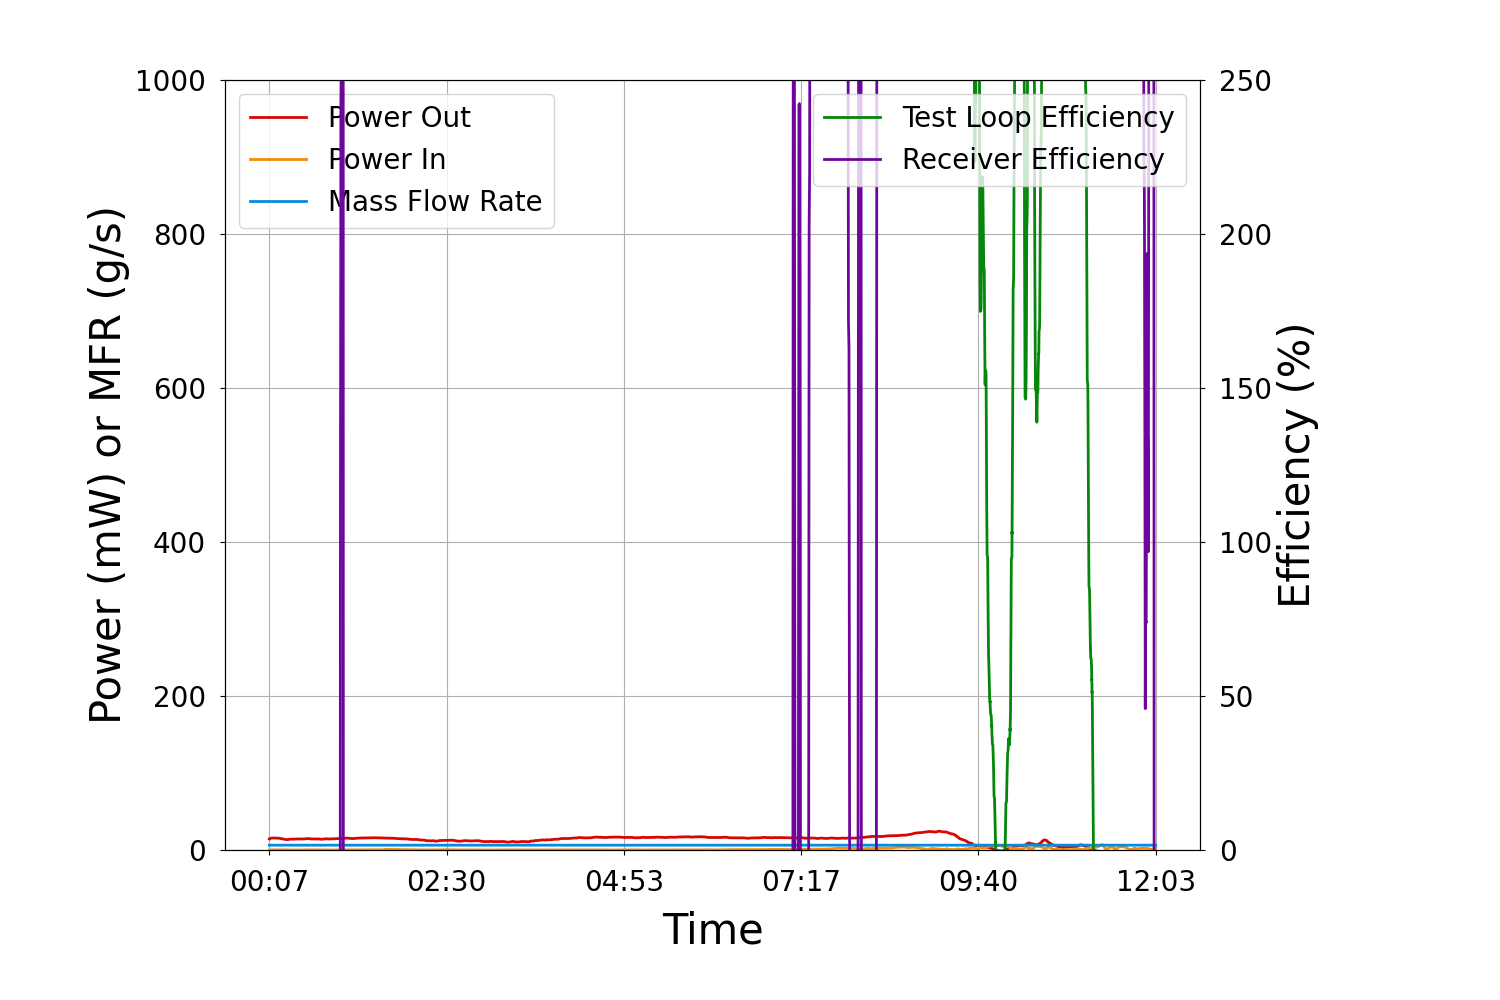 1000
800
600
400
200
0
Power (mW) or MFR (g/s)
Power Out
Power In
Mass Flow Rate
Test Loop Efficiency
Receiver Efficiency
250
200
150
100
50
0
Efficiency (%)
00:07 02:30 04:53 07:17 09:40 12:03
Time